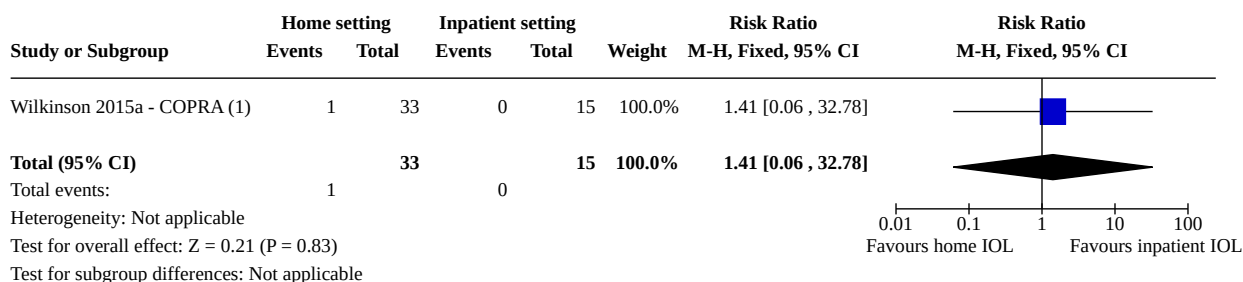 Home setting Inpatient setting Risk Ratio Risk Ratio
Study or Subgroup Events Total Events Total Weight M-H, Fixed, 95% CI M-H, Fixed, 95% CI
Wilkinson 2015a - COPRA (1) 1 33 0 15 100.0% 1.41 [0.06 , 32.78]
Total (95% CI) 33 15 100.0% 1.41 [0.06 , 32.78]
Total events: 1 0
Heterogeneity: Not applicable
0.01 0.1 1 10 100
Test for overall effect: Z = 0.21 (P = 0.83) Favours home IOL Favours inpatient IOL
Test for subgroup differences: Not applicable